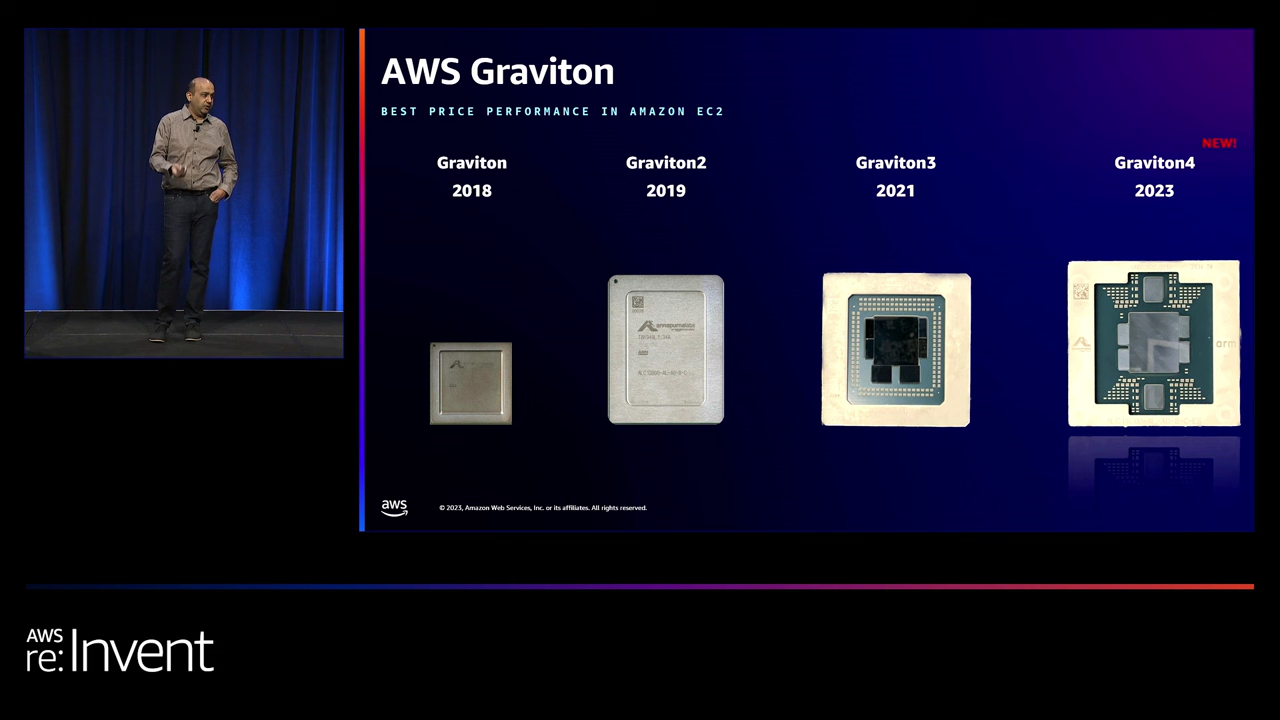 AWS Graviton
BEST PRICE PERFORMANCE IN AMAZON EC2
NEW!
Graviton
2018
Graviton2
2019
Graviton3
2021
Graviton4
2023
annapurnalabs
arm
aws
© 2023, Amazon Web Services, Inc. or its affiliates. All rights reserved.
AWS
re:Invent